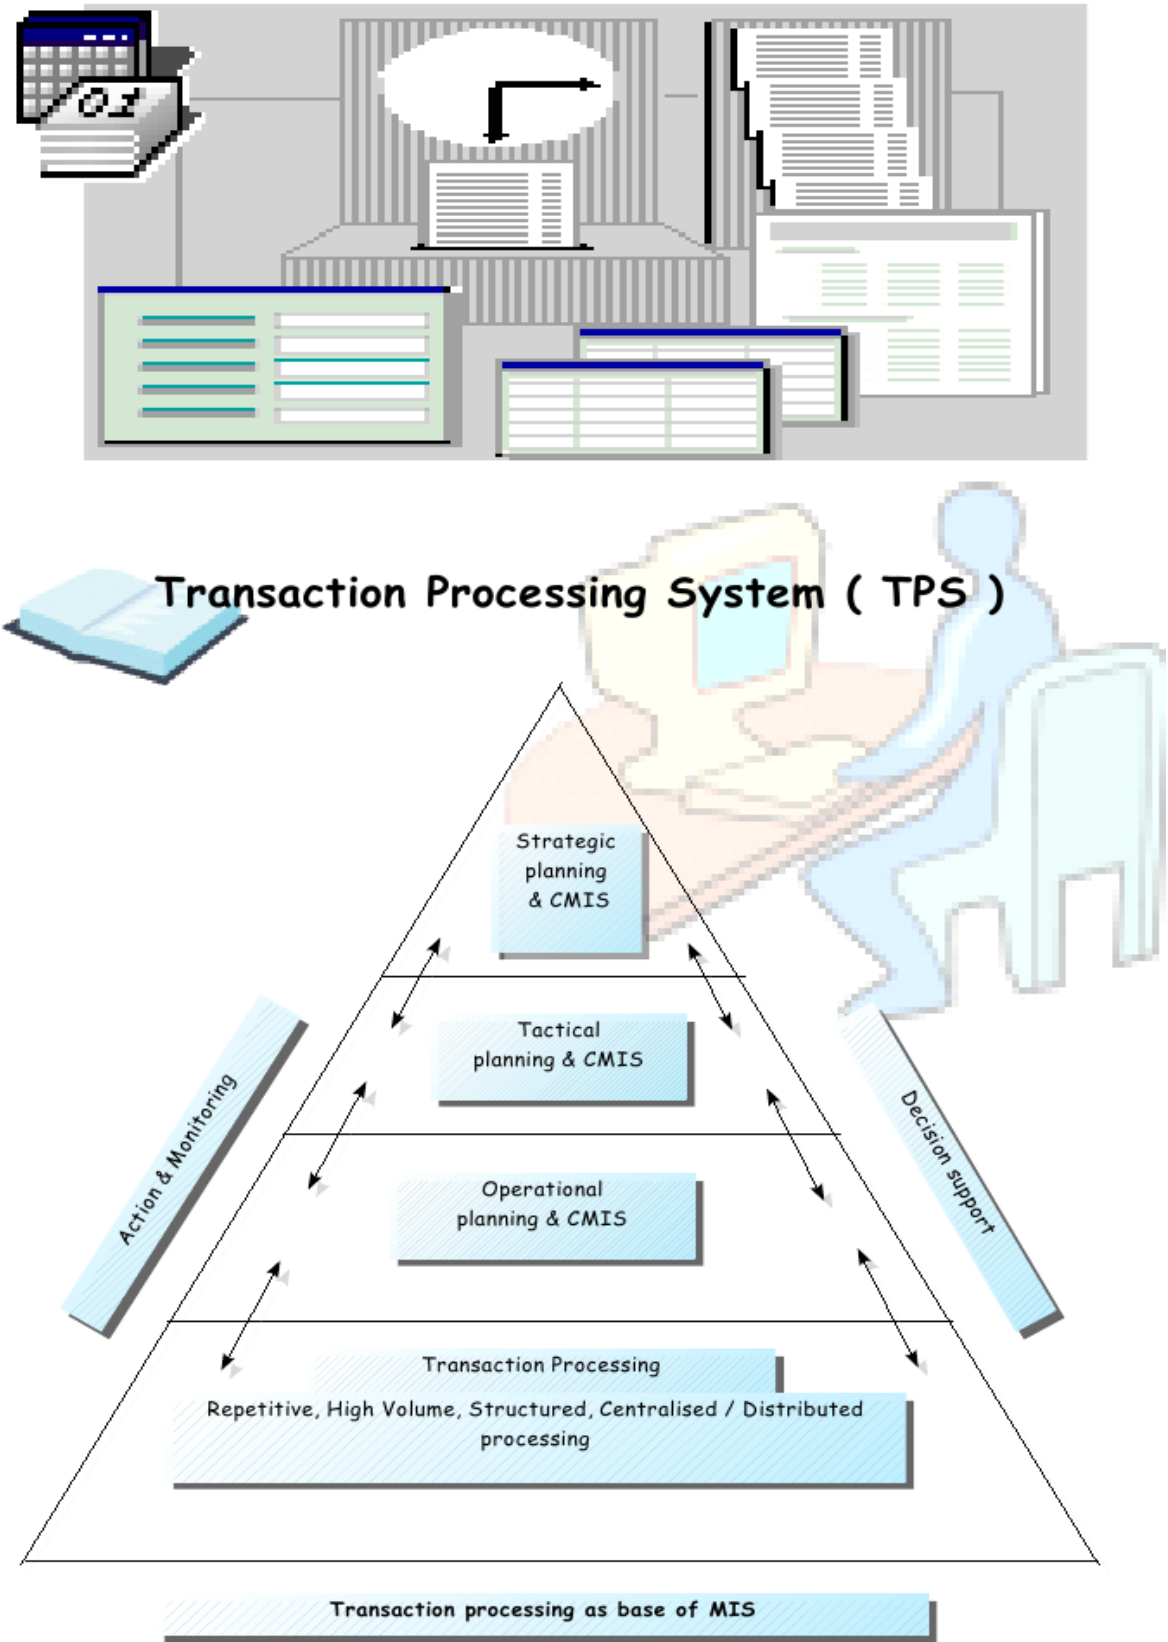 01
Transaction Processing System ( TPS )
Strategic
planning
& CMIS
Tactical
planning & CMIS
Action & Monitoring
Decision support
Operational
planning & CMIS
Transaction Processing
Repetitive, High Volume, Structured, Centralised / Distributed
processing
Transaction processing as base of MIS